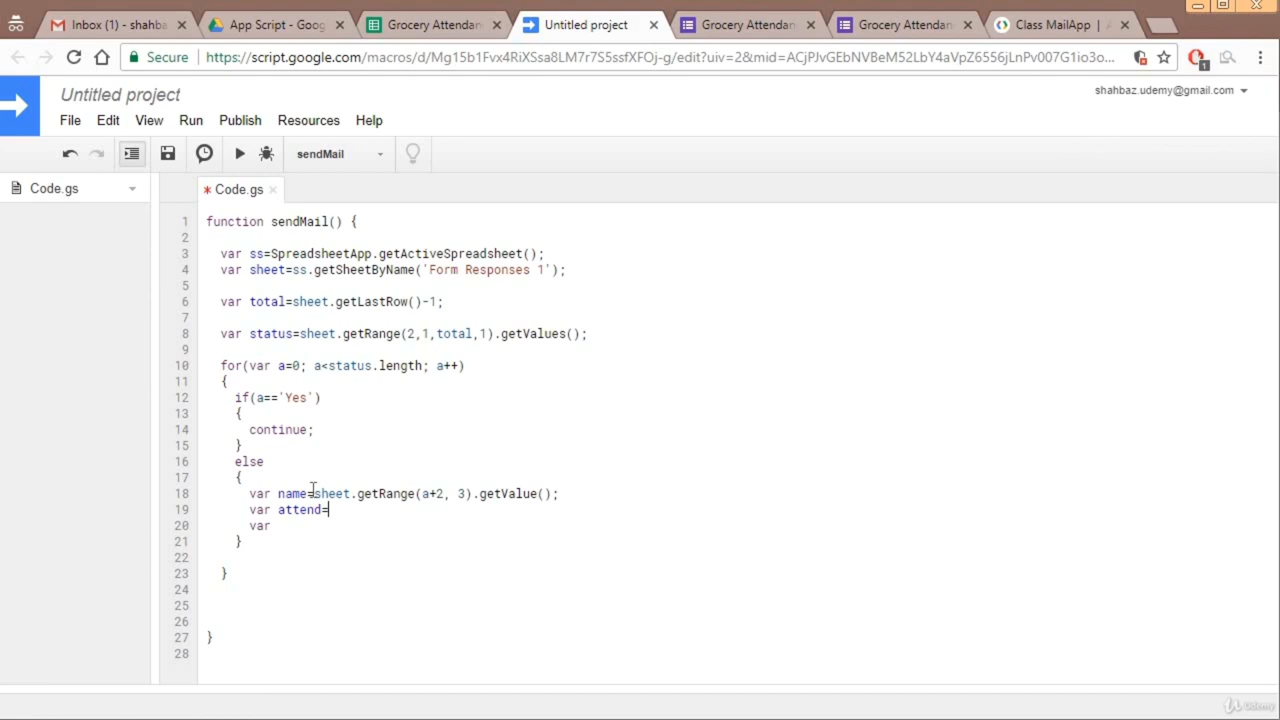 Inbox (1) - shahba
App Script - Goog
Grocery Attendan
Untitled project
Grocery Attendan
Grocery Attendan
Class MailApp | A
Secure
https://script.google.com/macros/d/Mg15b1Fvx4RiXSsa8LM7r7S5ssfXFOj-g/edit?uiv=2&mid=ACjPJvGEbNVBeM52LbY4aVpZ6556jLnPv007G1io3o...
1
Untitled project
shahbaz.udemy@gmail.com
File Edit View Run Publish Resources Help
sendMail
Code.gs
* Code.gs
1 function sendMail() {
2
3 var ss=SpreadsheetApp.getActiveSpreadsheet();
4 var sheet=ss.getSheetByName('Form Responses 1');
5
6 var total=sheet.getLastRow()-1;
7
8 var status=sheet.getRange(2,1,total,1).getValues();
9
10 for(var a=0; a<status.length; a++)
11 {
12 if(a=='Yes')
13 {
14 continue;
15 }
16 else
17 {
18 var name=sheet.getRange(a+2, 3).getValue();
19 var attend=
20 var
21 }
22
23 }
24
25
26
27 }
28
Udemy